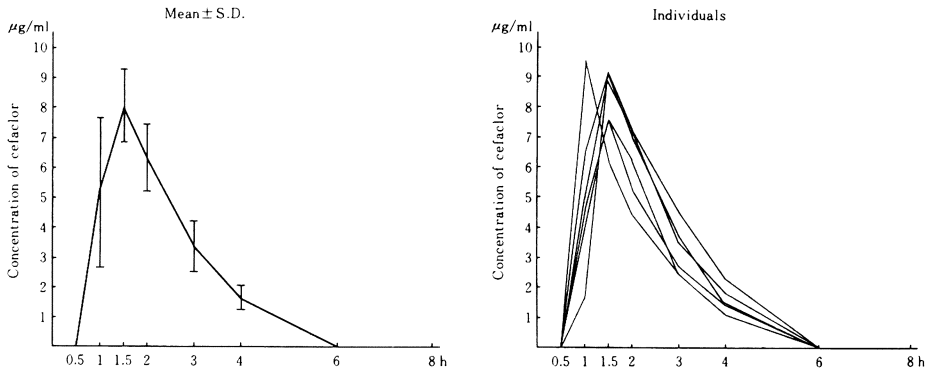 Mean ± S.D.
μg/ml
Concentration of cefaclor
10
9
8
7
6
5
4
3
2
1
0.5 1 1.5 2 3 4 6 8 h
Individuals
μg/ml
Concentration of cefaclor
10
9
8
7
6
5
4
3
2
1
0.5 1 1.5 2 3 4 6 8 h